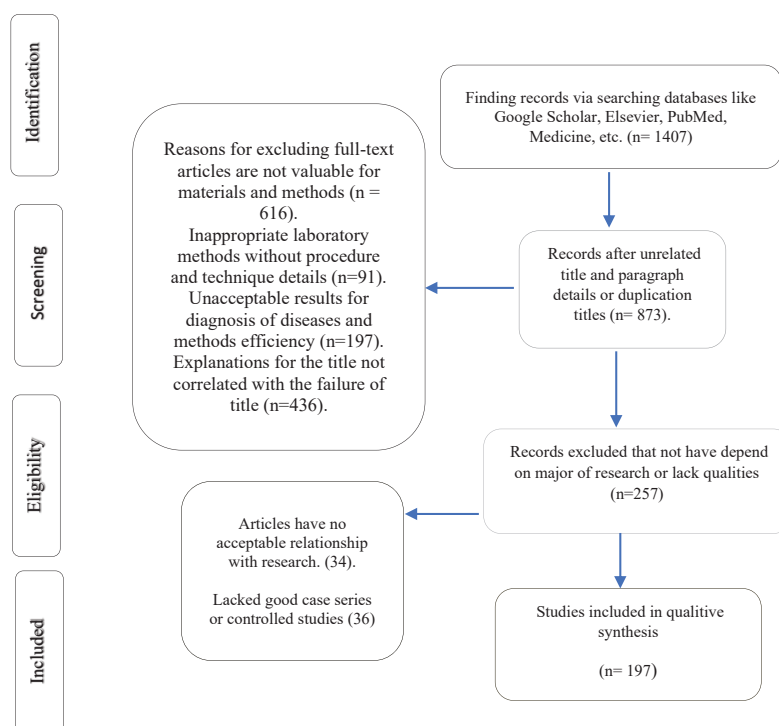 Identification
Finding records via searching databases like
Google Scholar, Elsevier, PubMed,
Medicine, etc. (n= 1407)
Reasons for excluding full-text
articles are not valuable for
materials and methods (n =
616).
Inappropriate laboratory
methods without procedure
and technique details (n=91).
Unacceptable results for
diagnosis of diseases and
methods efficiency (n=197).
Explanations for the title not
correlated with the failure of
title (n=436).
Screening
Records after unrelated
title and paragraph
details or duplication
titles (n= 873).
Eligibility
Records excluded that not have depend
on major of research or lack qualities
(n=257)
Articles have no
acceptable relationship
with research. (34).
Lacked good case series
or controlled studies (36)
Included
Studies included in qualitive
synthesis
(n= 197)